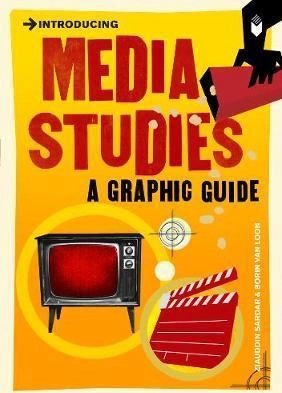 INTRODUCING
MEDIA
STUDIES
A GRAPHIC GUIDE
ZIAUDDIN SARDAR & BORIN VAN LOON